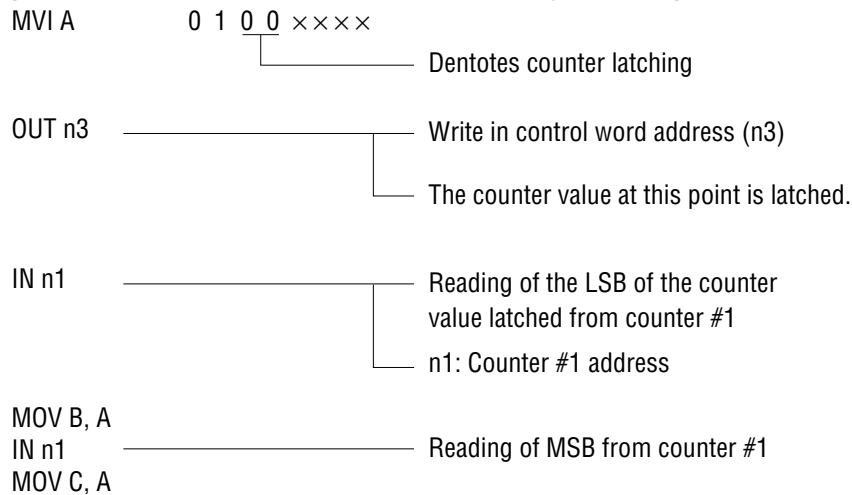 MVI A 0 1 0 0 ××××
Dentotes counter latching
OUT n3 Write in control word address (n3)
The counter value at this point is latched.
IN n1 Reading of the LSB of the counter
value latched from counter #1
n1: Counter #1 address
MOV B, A
IN n1 Reading of MSB from counter #1
MOV C, A